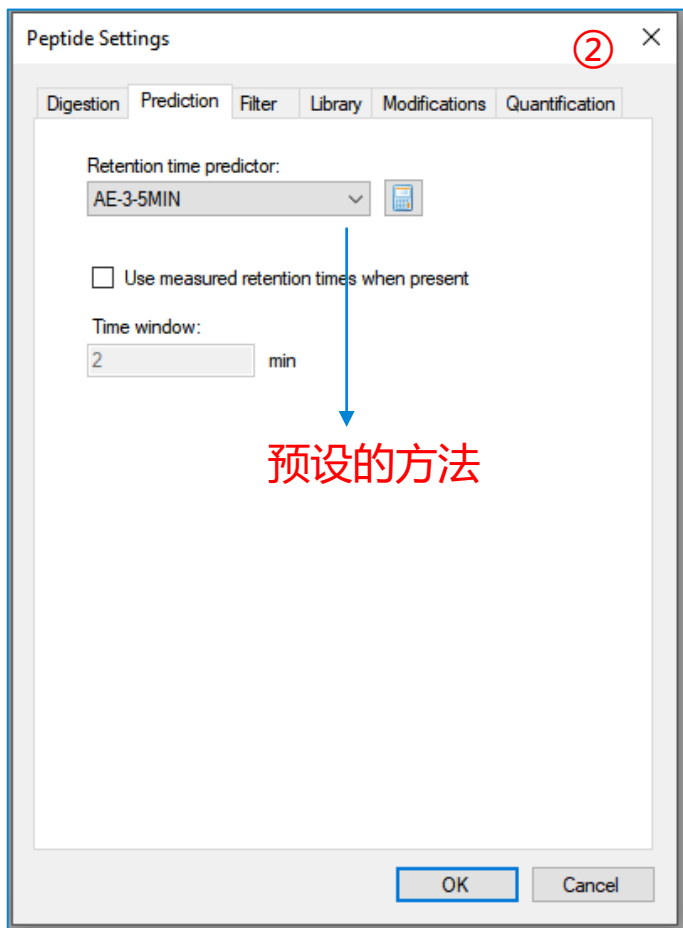 Peptide Settings
②
Digestion Prediction Filter Library Modifications Quantification
Retention time predictor:
AE-3-5MIN
Use measured retention times when present
Time window:
2 min
预设的方法
OK Cancel